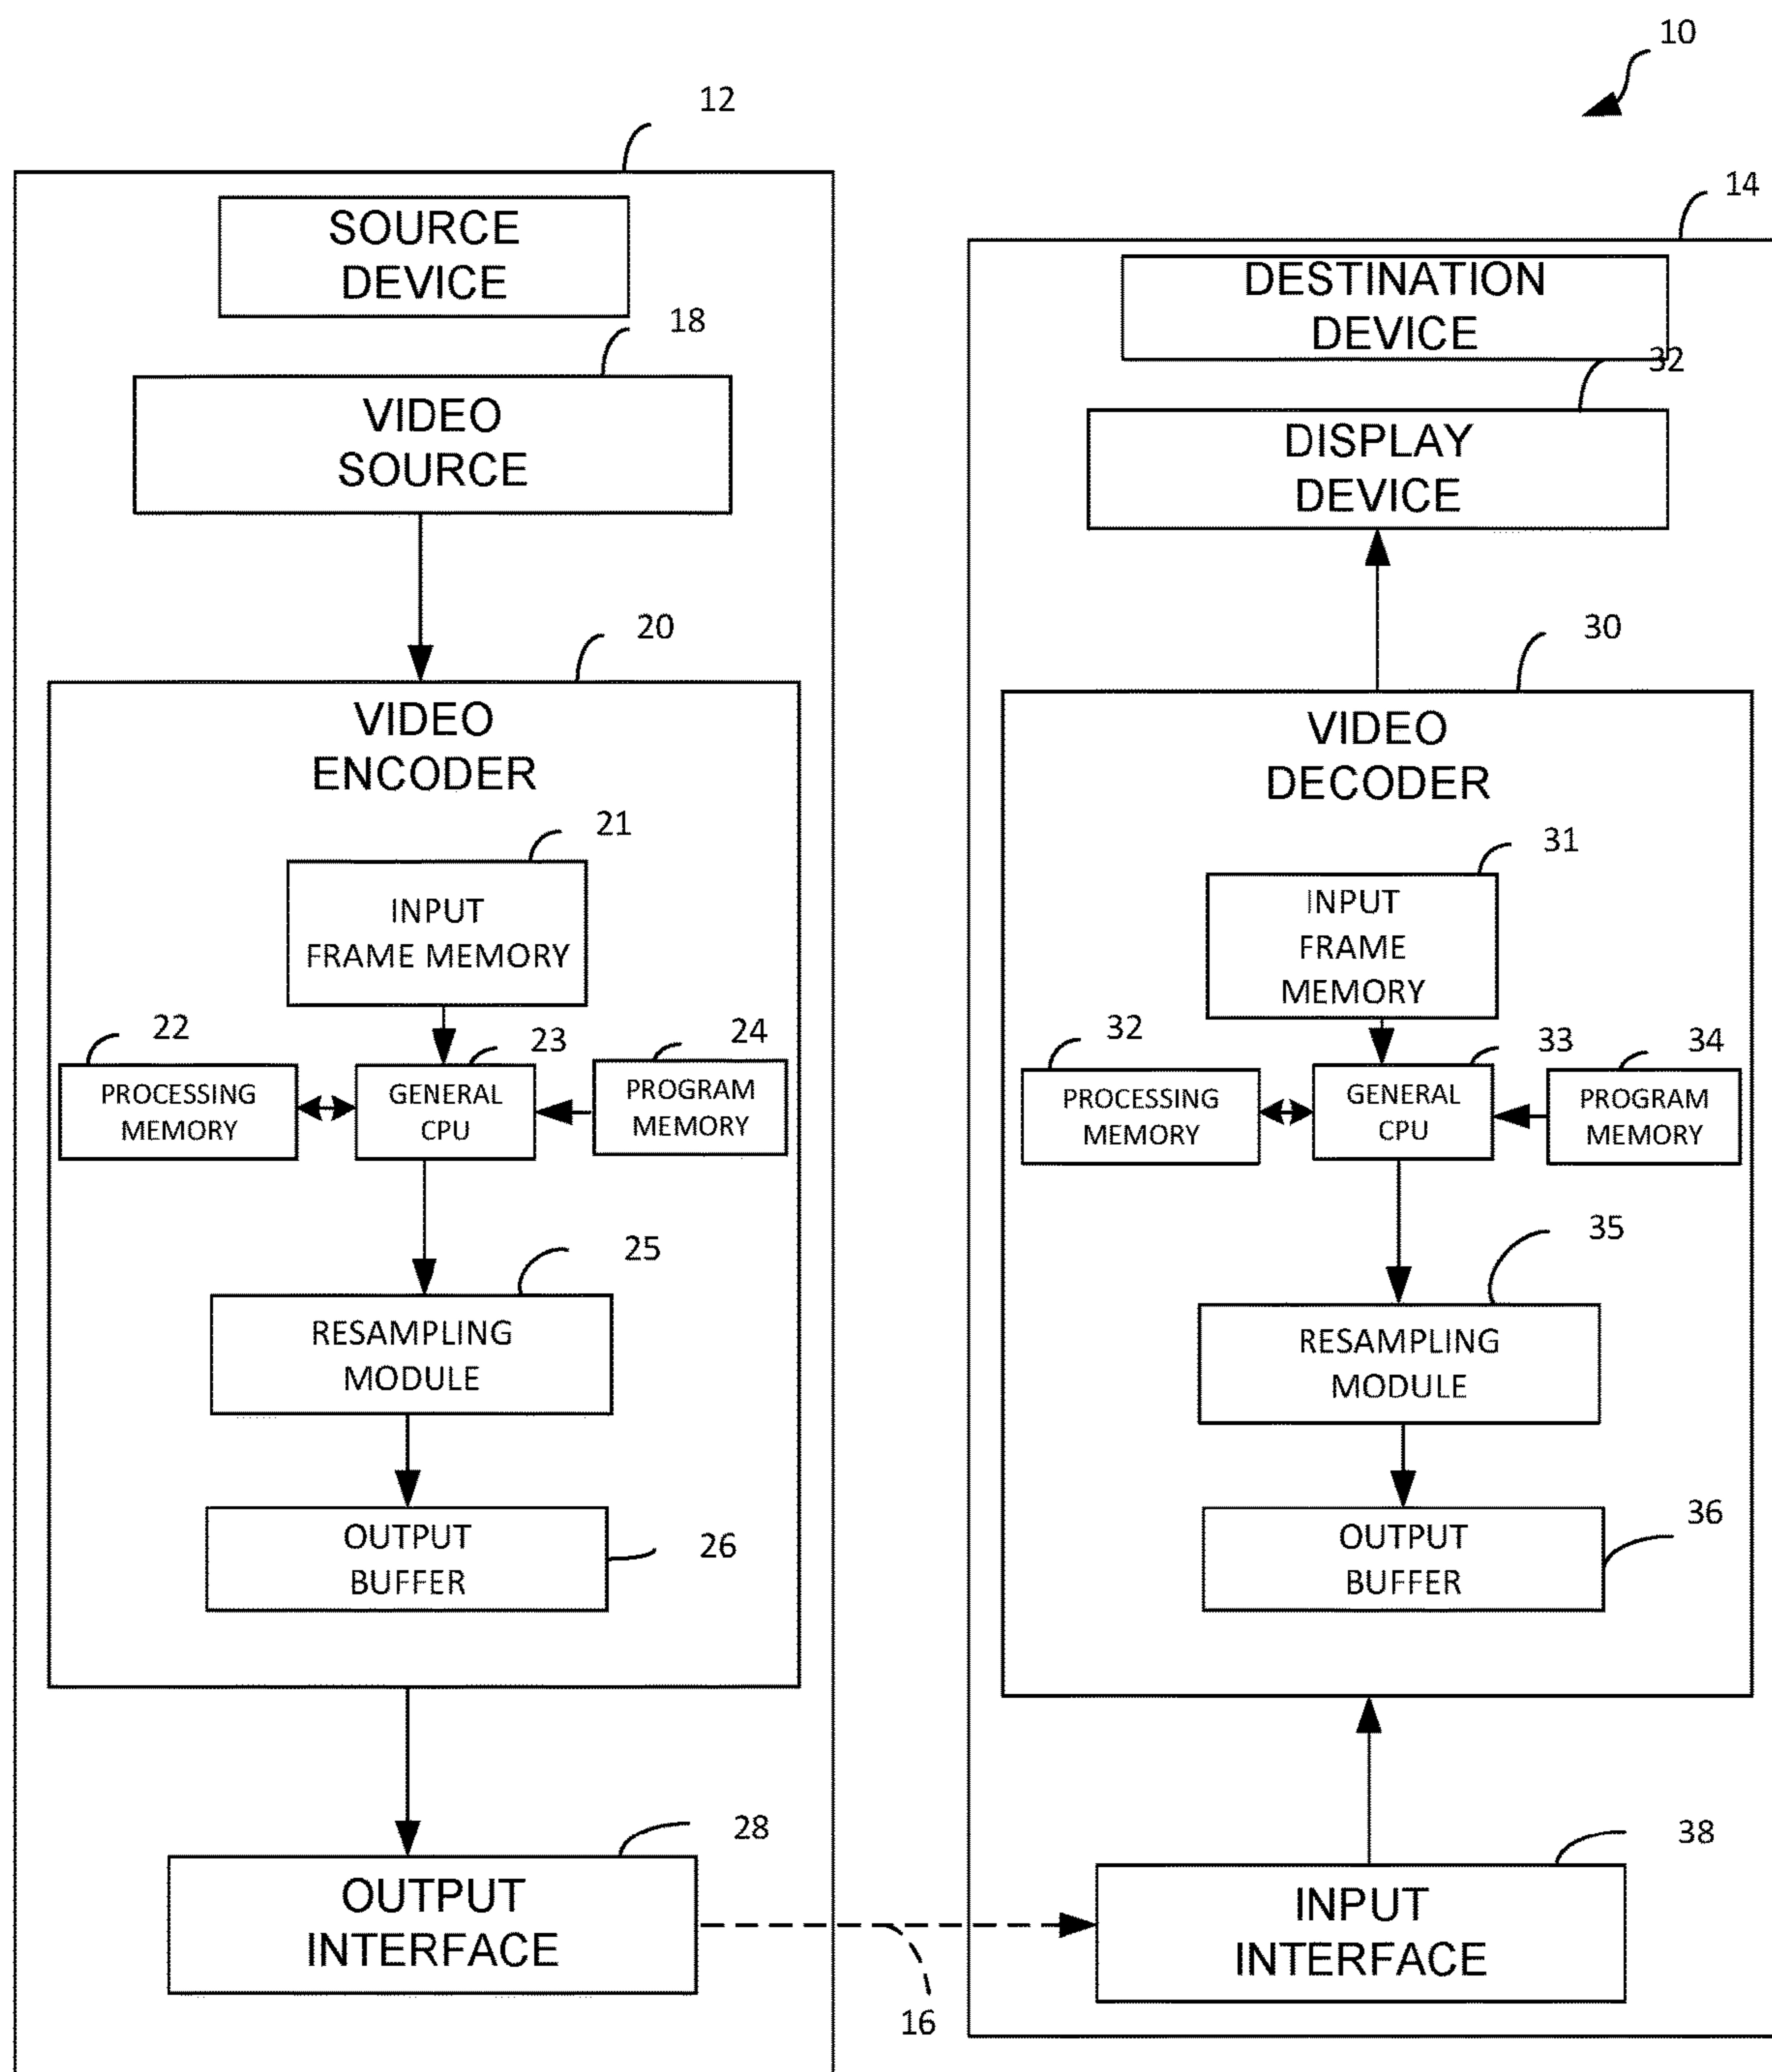 10
12
SOURCE
DEVICE
18
VIDEO
SOURCE
20
VIDEO
ENCODER
21
INPUT
FRAME MEMORY
22
23
24
PROCESSING
MEMORY
GENERAL
CPU
PROGRAM
MEMORY
25
RESAMPLING
MODULE
OUTPUT
BUFFER
26
28
OUTPUT
INTERFACE
16
14
DESTINATION
DEVICE
32
DISPLAY
DEVICE
30
VIDEO
DECODER
31
INPUT
FRAME
MEMORY
32
33
34
PROCESSING
MEMORY
GENERAL
CPU
PROGRAM
MEMORY
35
RESAMPLING
MODULE
36
OUTPUT
BUFFER
38
INPUT
INTERFACE